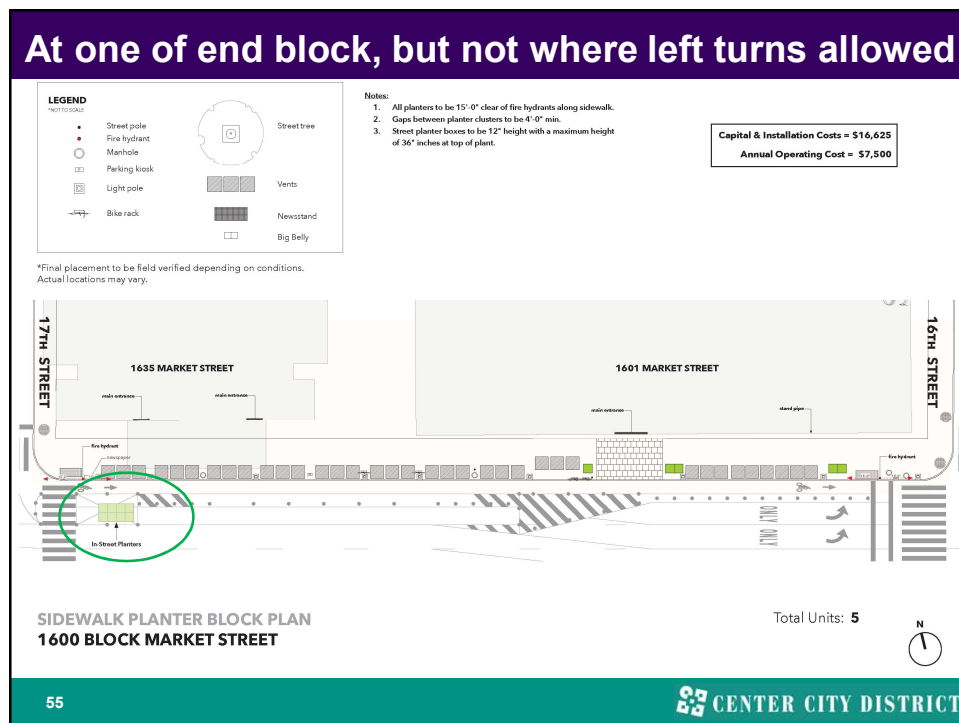 At one of end block, but not where left turns allowed
LEGEND
*NOT TO SCALE
Street pole
Fire hydrant
Manhole
Parking kiosk
Light pole
Bike rack
Street tree
Vents
Newsstand
Big Belly
Notes:
1. All planters to be 15'-0" clear of fire hydrants along sidewalk.
2. Gaps between planter clusters to be 4'-0" min.
3. Street planter boxes to be 12" height with a maximum height
of 36" inches at top of plant.
Capital & Installation Costs = $16,625
Annual Operating Cost = $7,500
*Final placement to be field verified depending on conditions.
Actual locations may vary.
17TH STREET
1635 MARKET STREET
main entrance
main entrance
1601 MARKET STREET
main entrance
stand pipe
16TH STREET
fire hydrant
newspaper
fire hydrant
In-Street Planters
ONLY
ONLY
SIDEWALK PLANTER BLOCK PLAN
1600 BLOCK MARKET STREET
Total Units: 5
N
55
CENTER CITY DISTRICT